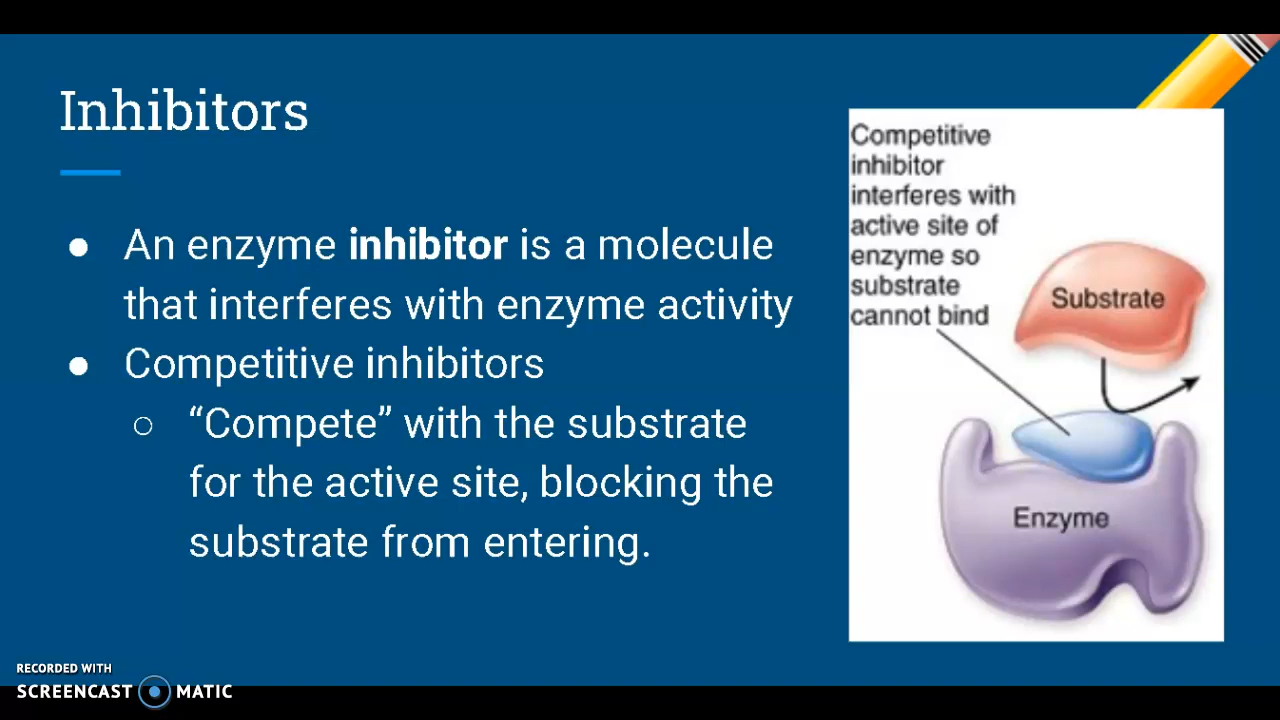 Inhibitors
● An enzyme inhibitor is a molecule
that interferes with enzyme activity
● Competitive inhibitors
○ “Compete” with the substrate
for the active site, blocking the
substrate from entering.
Competitive
inhibitor
interferes with
active site of
enzyme so
substrate
cannot bind
Substrate
Enzyme
RECORDED WITH
SCREENCAST MATIC